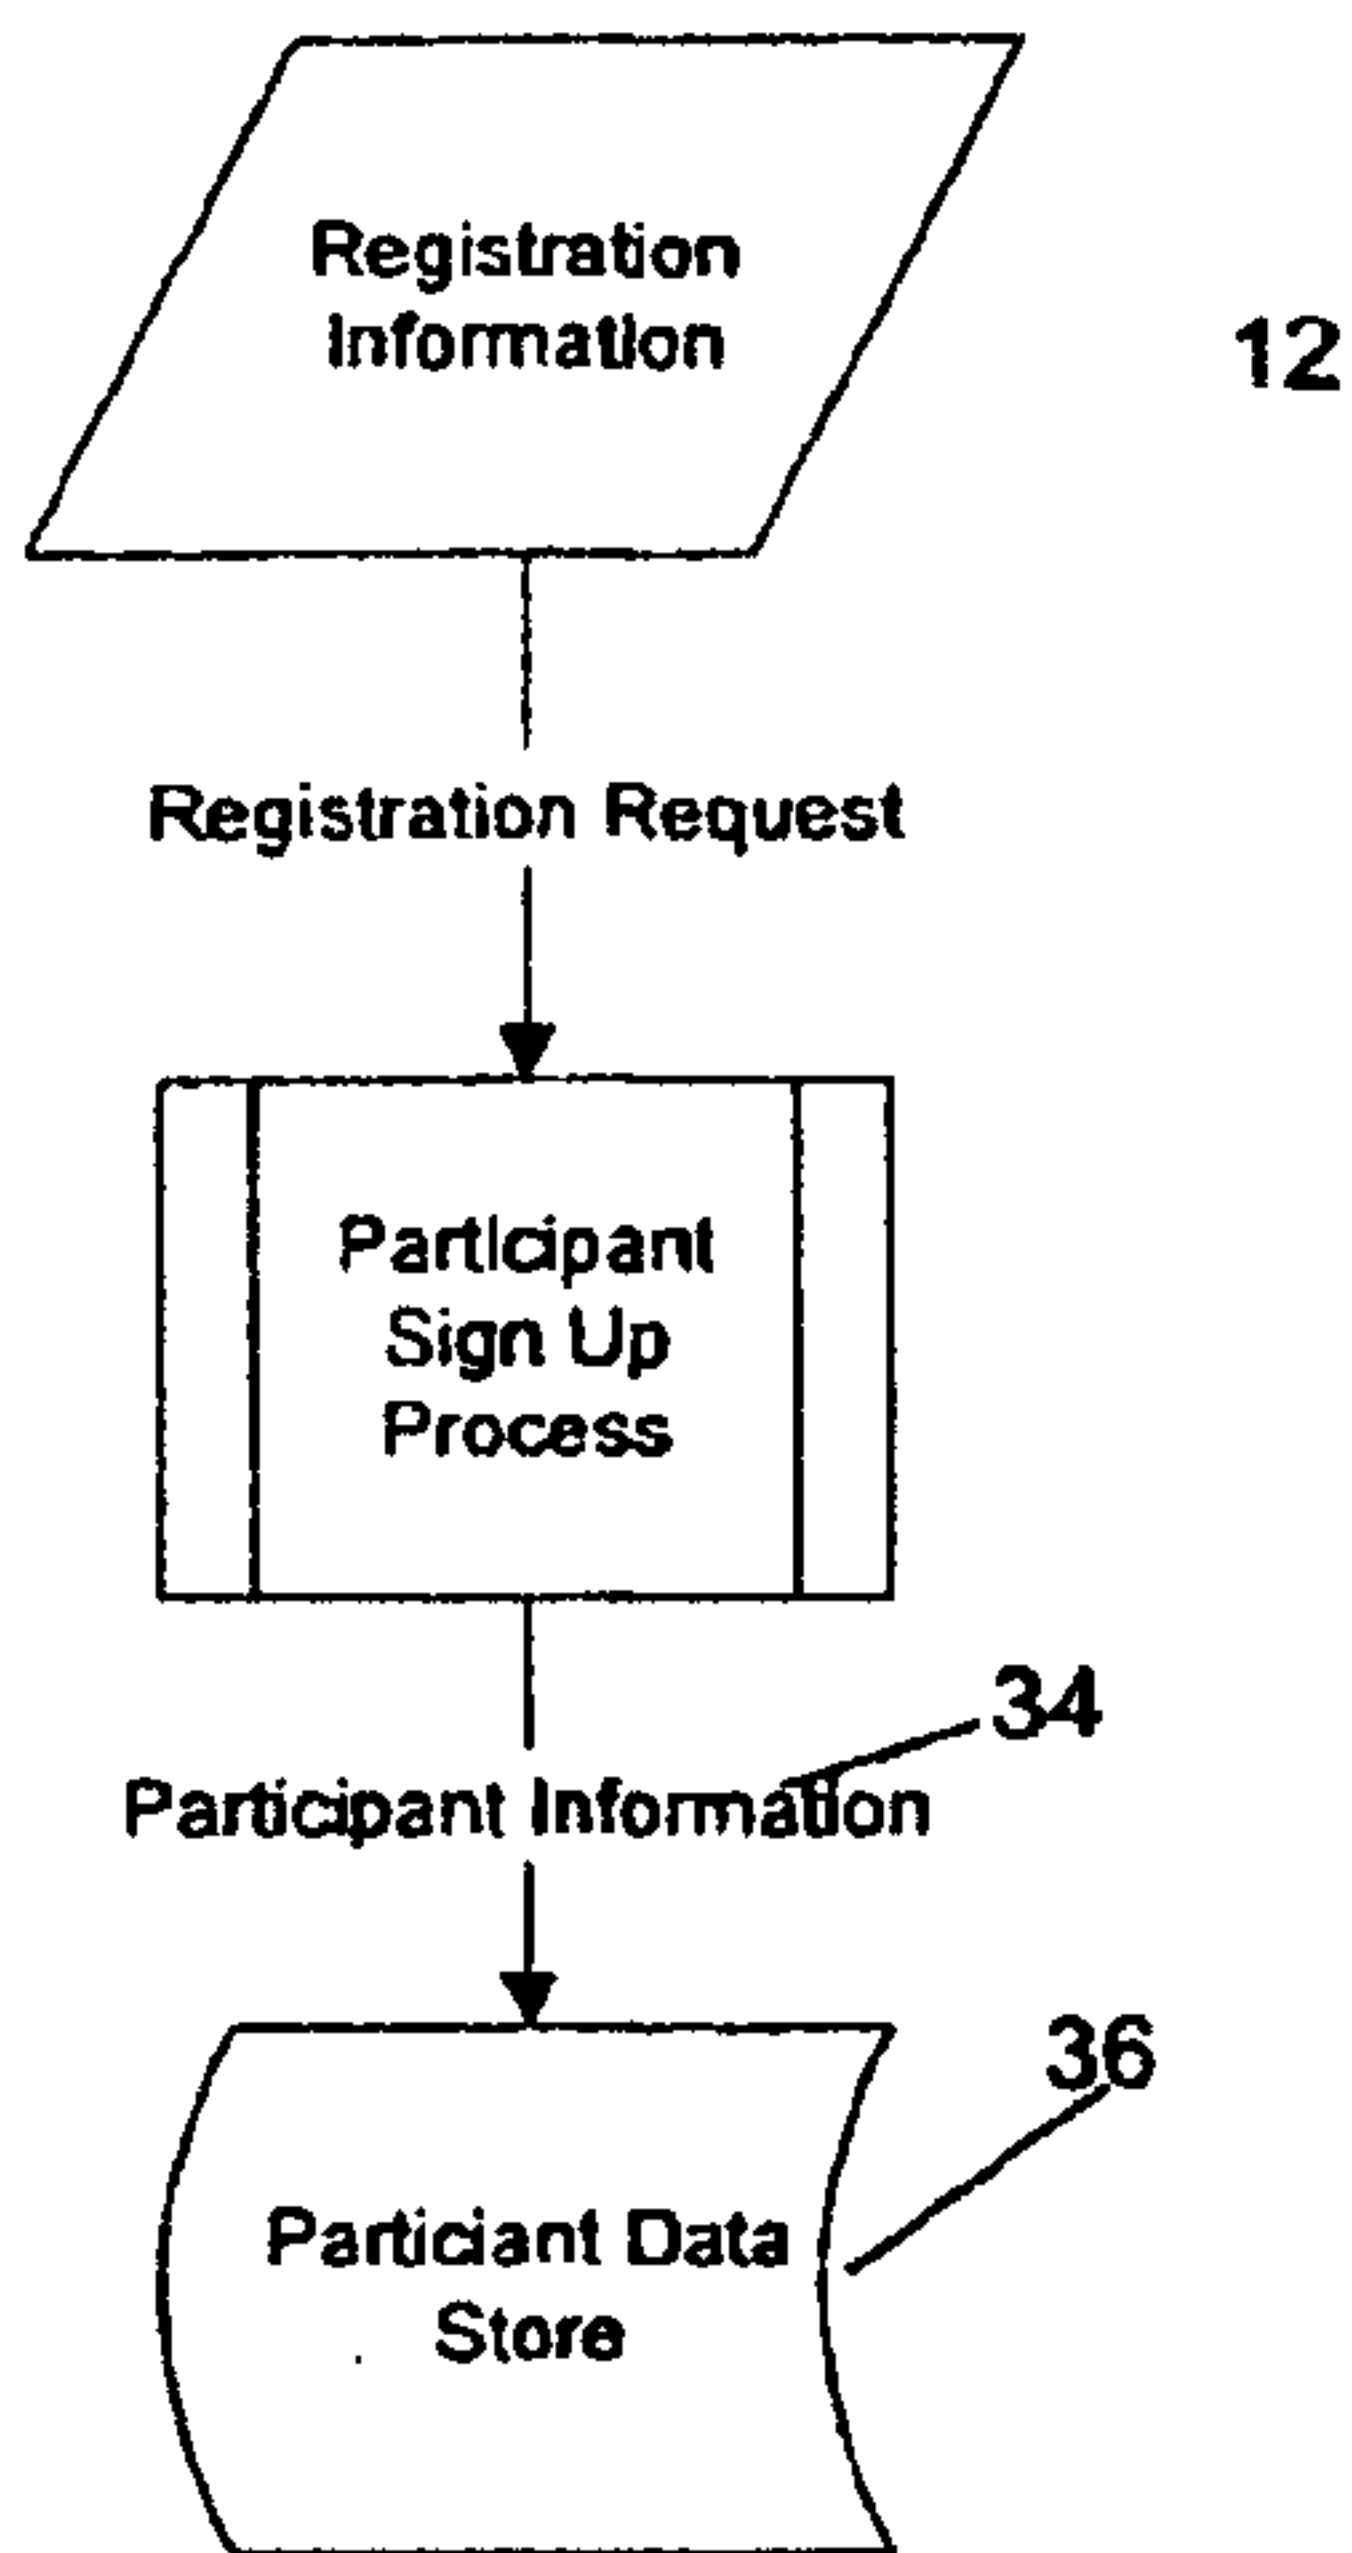 Registration
Information
12
Registration Request
Participant
Sign Up
Process
34
Participant Information
36
Particiant Data
Store